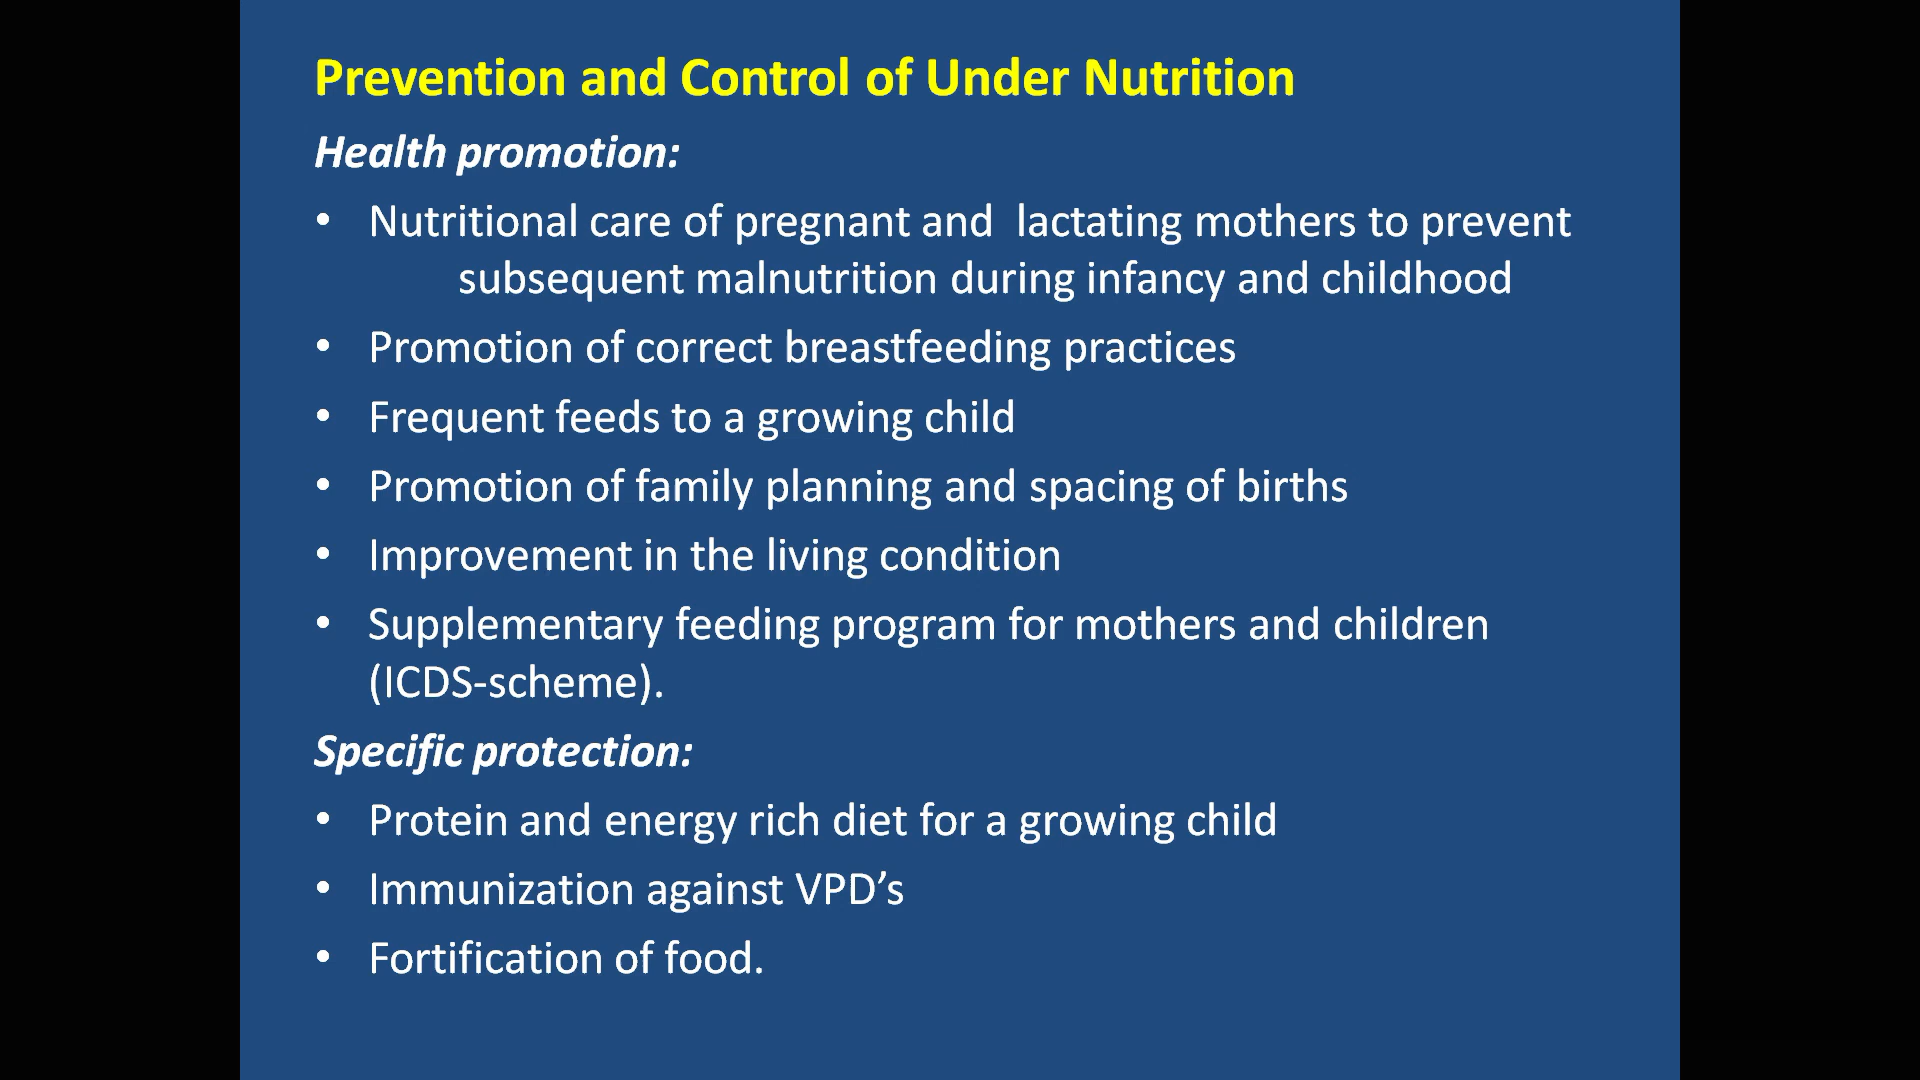 Prevention and Control of Under Nutrition
Health promotion:
• Nutritional care of pregnant and  lactating mothers to prevent
subsequent malnutrition during infancy and childhood
• Promotion of correct breastfeeding practices
• Frequent feeds to a growing child
• Promotion of family planning and spacing of births
• Improvement in the living condition
• Supplementary feeding program for mothers and children
(ICDS-scheme).
Specific protection:
• Protein and energy rich diet for a growing child
• Immunization against VPD’s
• Fortification of food.